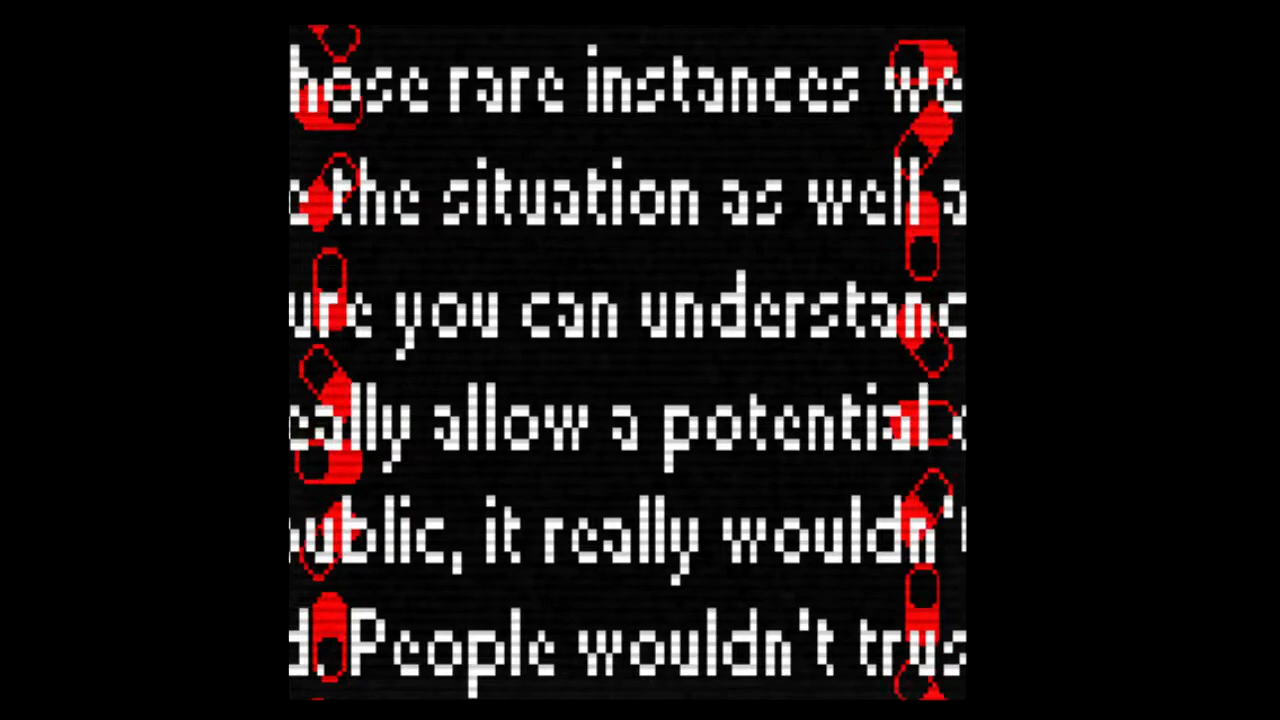 hose rare instances we
e the situation as well a
ure you can understand
eally allow a potential
public, it really wouldn't
d. People wouldn't trus